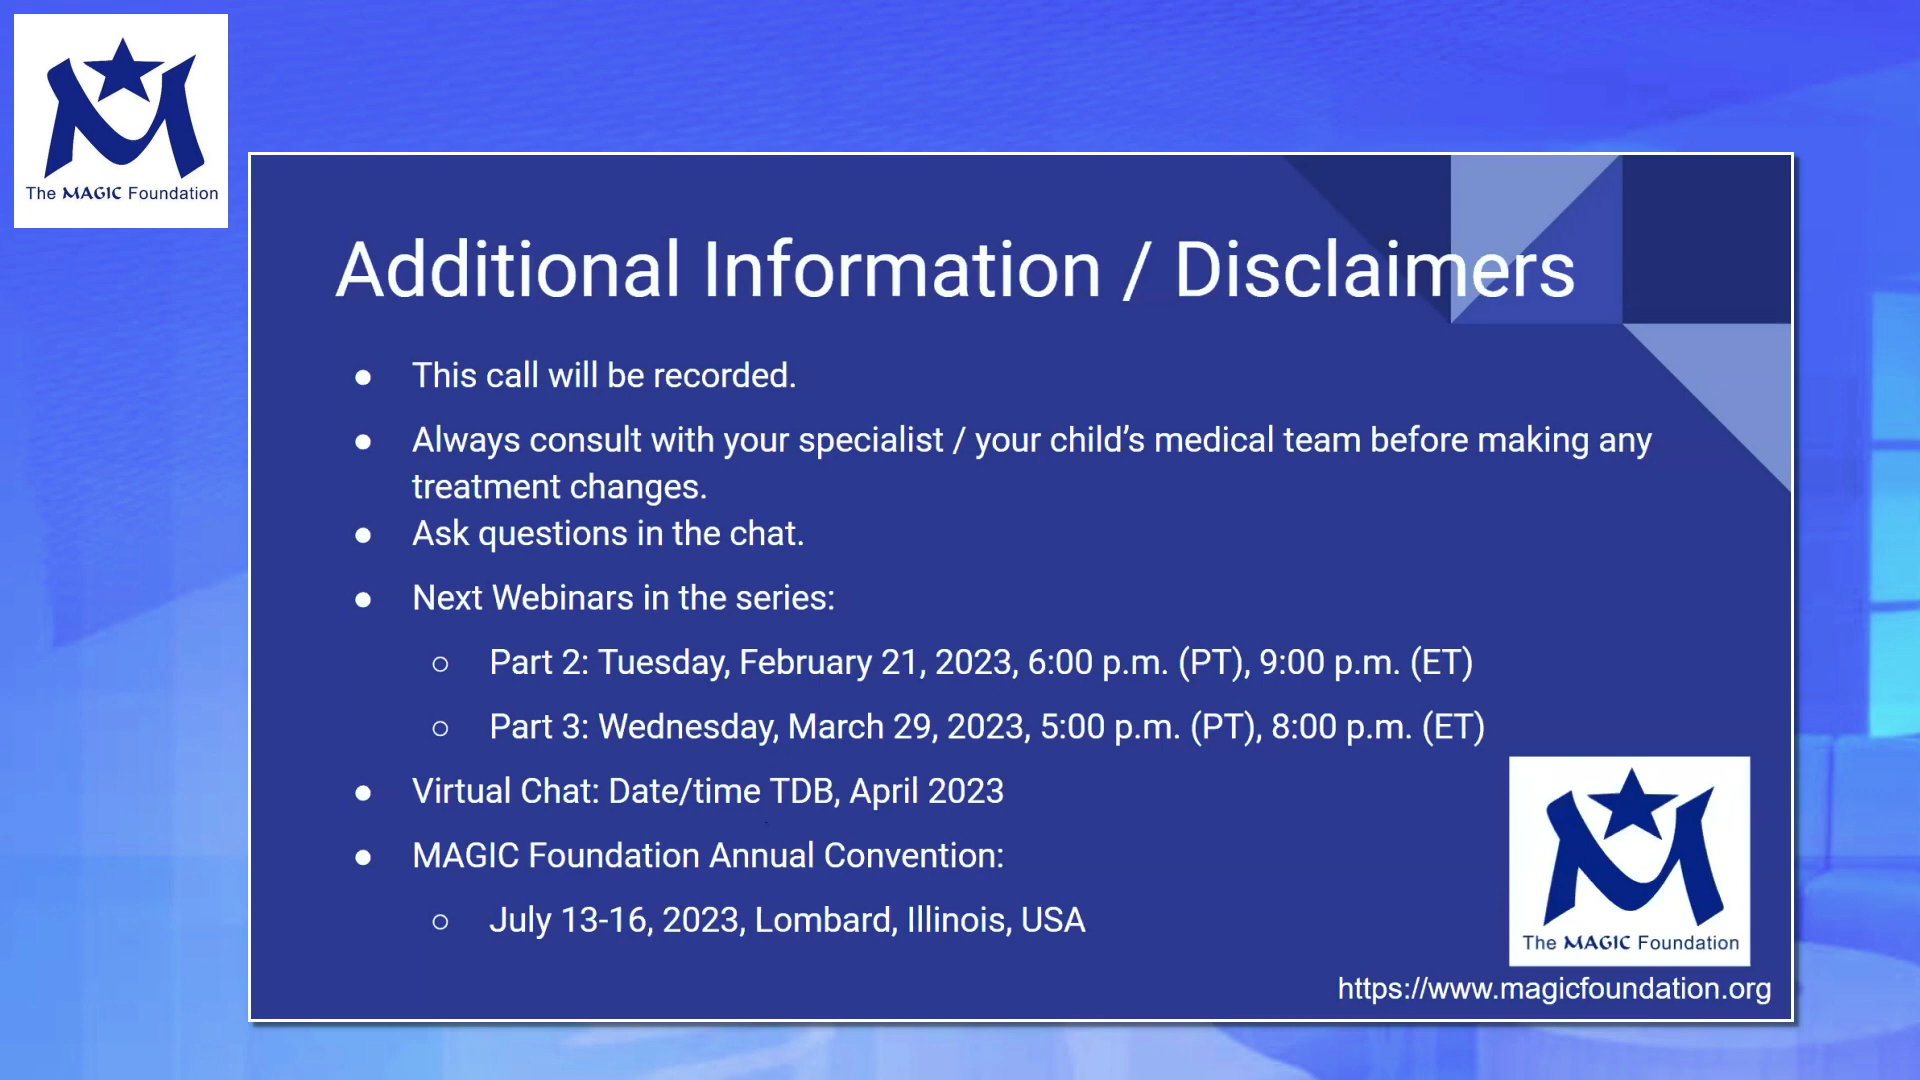 The MAGIC Foundation
Additional Information / Disclaimers
● This call will be recorded.
● Always consult with your specialist / your child’s medical team before making any
treatment changes.
● Ask questions in the chat.
● Next Webinars in the series:
○ Part 2: Tuesday, February 21, 2023, 6:00 p.m. (PT), 9:00 p.m. (ET)
○ Part 3: Wednesday, March 29, 2023, 5:00 p.m. (PT), 8:00 p.m. (ET)
● Virtual Chat: Date/time TDB, April 2023
● MAGIC Foundation Annual Convention:
○ July 13-16, 2023, Lombard, Illinois, USA
The MAGIC Foundation
https://www.magicfoundation.org